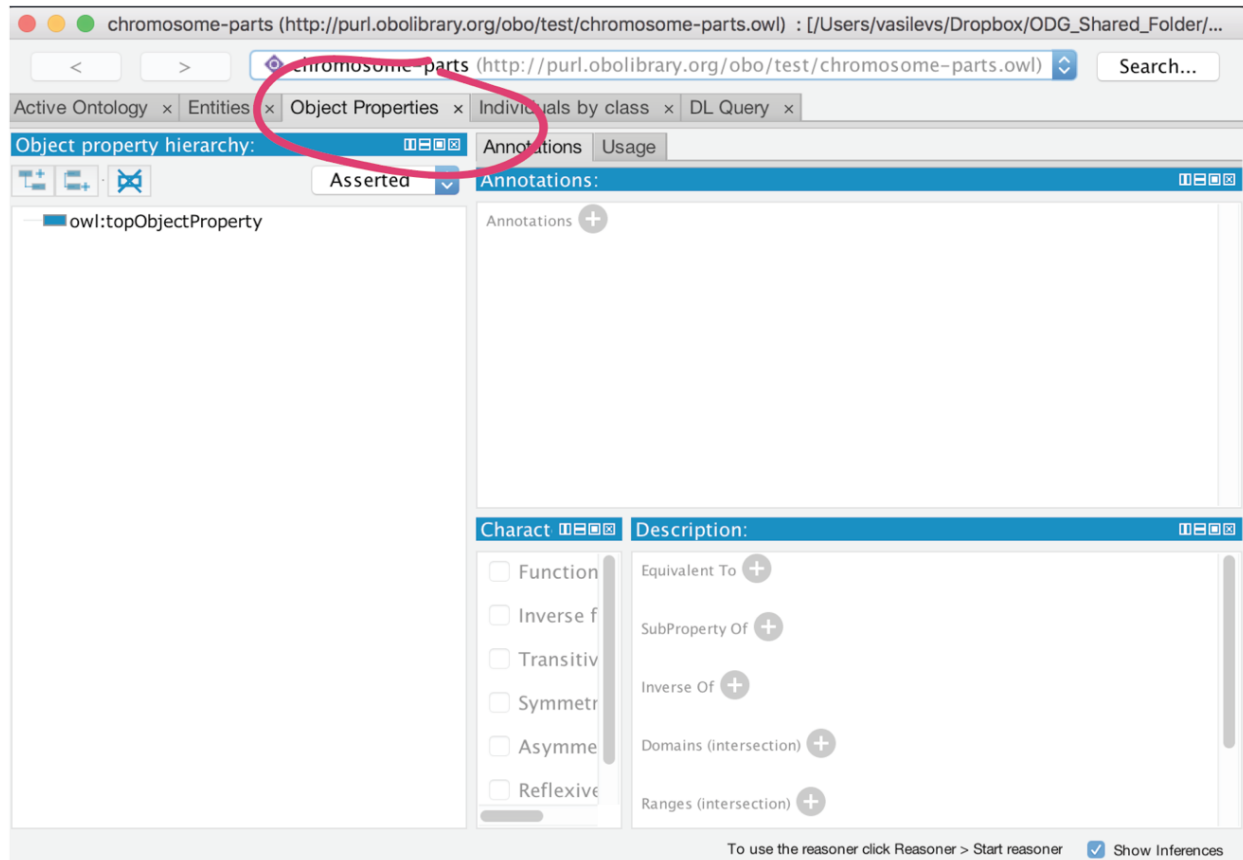 chromosome-parts (http://purl.obolibrary.org/obo/test/chromosome-parts.owl) : [/Users/vasilevs/Dropbox/ODG_Shared_Folder/...
< > chromosome-parts (http://purl.obolibrary.org/obo/test/chromosome-parts.owl) Search...
Active Ontology × Entities × Object Properties × Individuals by class × DL Query ×
Object property hierarchy:
Asserted
owl:topObjectProperty
Annotations Usage
Annotations:
Annotations
Charact
Function
Inverse f
Transitiv
Symmetr
Asymme
Reflexive
Description:
Equivalent To
SubProperty Of
Inverse Of
Domains (intersection)
Ranges (intersection)
To use the reasoner click Reasoner > Start reasoner Show Inferences